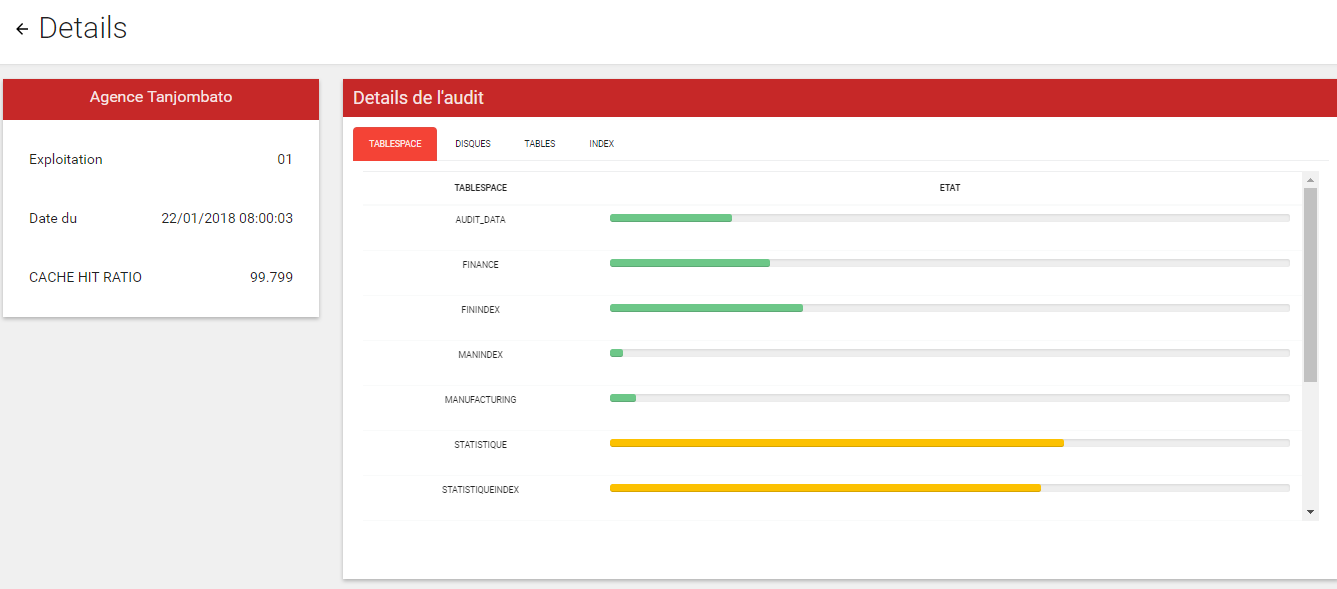 Details
Agence Tanjombato
Exploitation 01
Date du 22/01/2018 08:00:03
CACHE HIT RATIO 99.799
Details de l'audit
TABLESPACE DISQUES TABLES INDEX
TABLESPACE ETAT
AUDIT_DATA
FINANCE
FININDEX
MANINDEX
MANUFACTURING
STATISTIQUE
STATISTIQUEINDEX